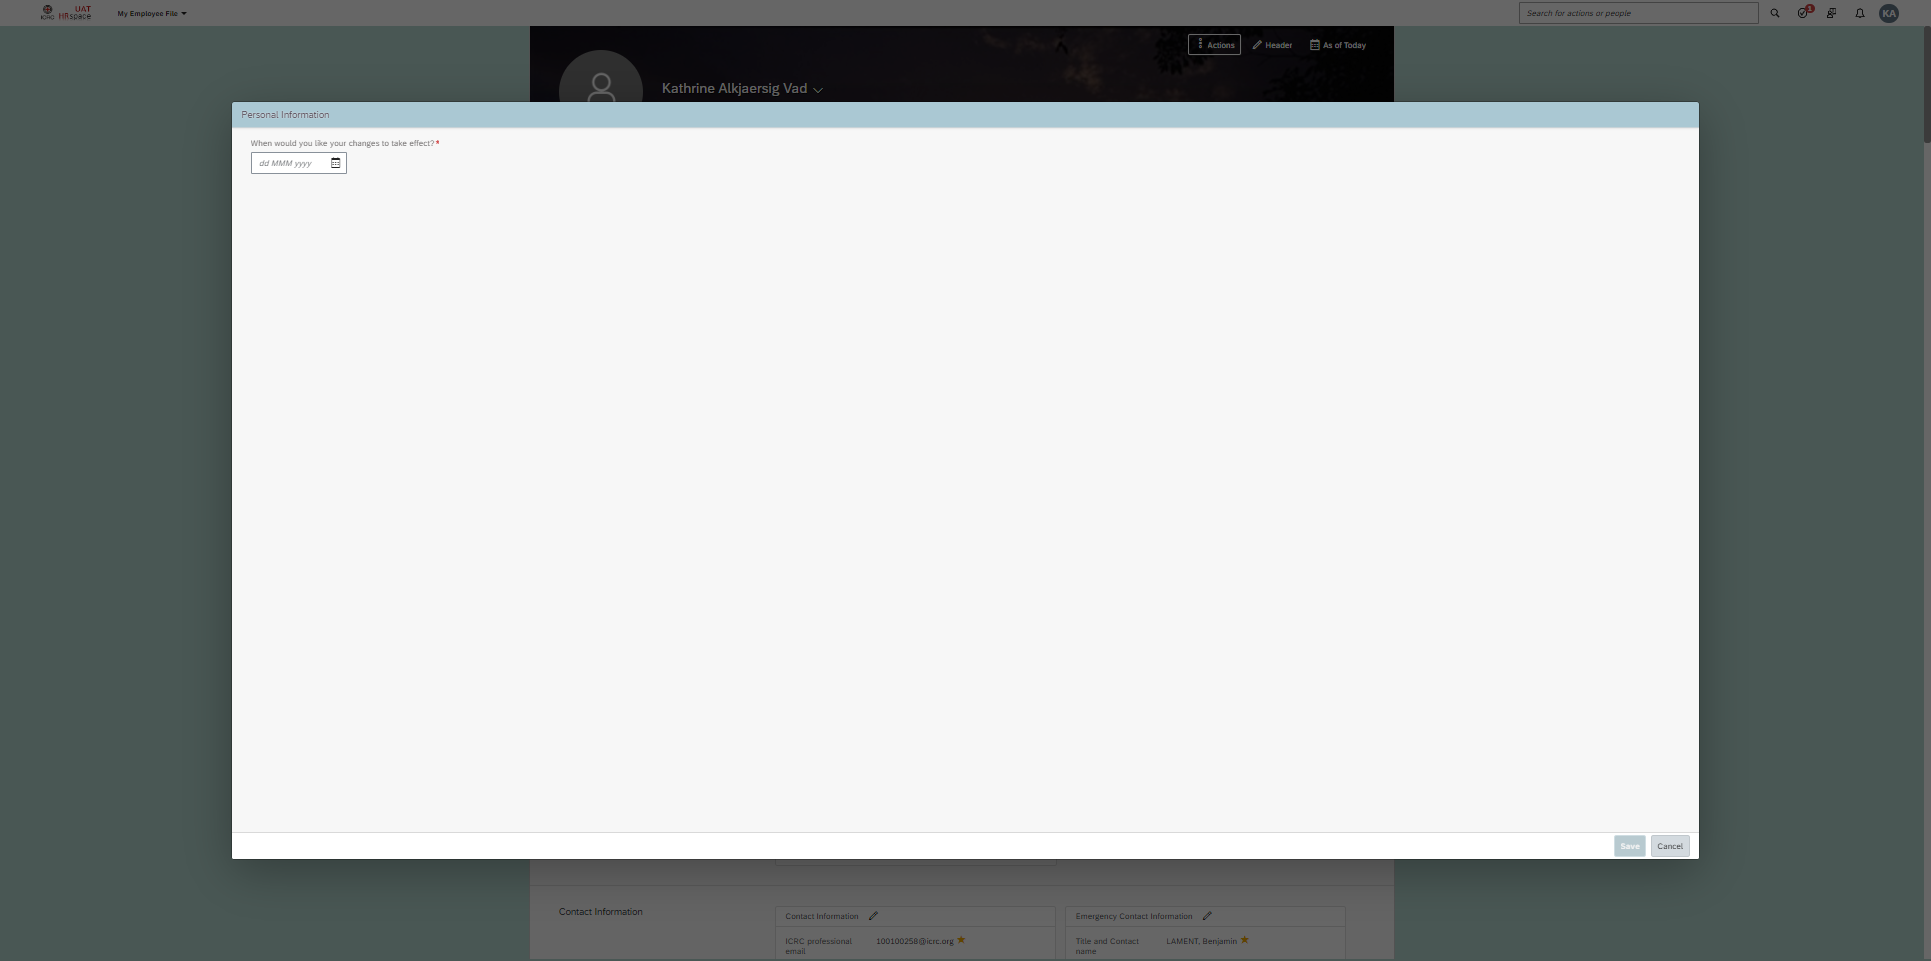 ICRC
UAT
HRspace
My Employee File
Search for actions or people
1
KA
Actions
Header
As of Today
Kathrine Alkjaersig Vad
Personal Information
When would you like your changes to take effect?*
dd MMM yyyy
Save
Cancel
Contact Information
Contact Information
ICRC professional
email
100100258@icrc.org
Emergency Contact Information
Title and Contact
name
LAMENT, Benjamin